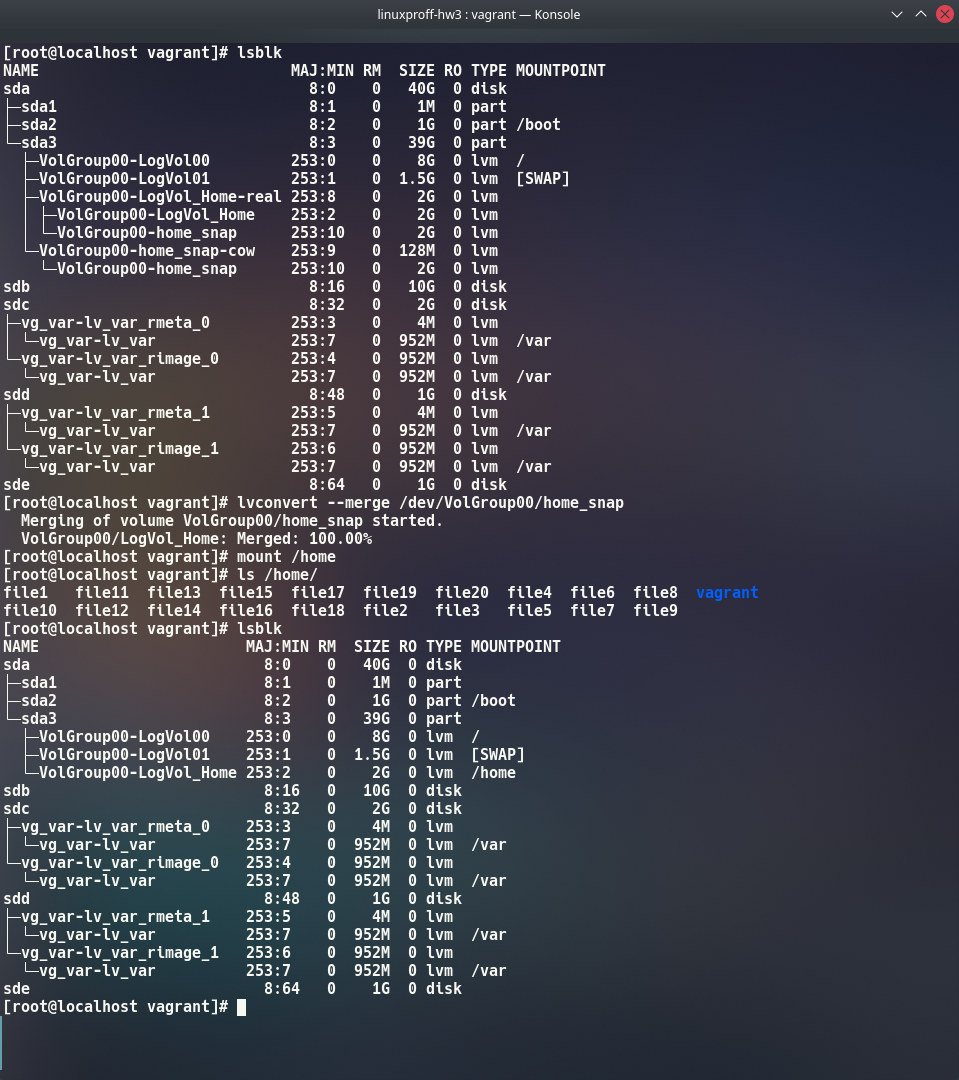 linuxproff-hw3 : vagrant — Konsole
[root@localhost vagrant]# lsblk
NAME                            MAJ:MIN RM  SIZE RO TYPE MOUNTPOINT
sda                               8:0    0   40G  0 disk
├─sda1                            8:1    0    1M  0 part
├─sda2                            8:2    0    1G  0 part /boot
└─sda3                            8:3    0   39G  0 part
  ├─VolGroup00-LogVol00         253:0    0    8G  0 lvm  /
  ├─VolGroup00-LogVol01         253:1    0  1.5G  0 lvm  [SWAP]
  ├─VolGroup00-LogVol_Home-real 253:8    0    2G  0 lvm
  │ ├─VolGroup00-LogVol_Home    253:2    0    2G  0 lvm
  │ └─VolGroup00-home_snap      253:10   0    2G  0 lvm
  └─VolGroup00-home_snap-cow    253:9    0  128M  0 lvm
    └─VolGroup00-home_snap      253:10   0    2G  0 lvm
sdb                               8:16   0   10G  0 disk
sdc                               8:32   0    2G  0 disk
├─vg_var-lv_var_rmeta_0         253:3    0    4M  0 lvm
│ └─vg_var-lv_var               253:7    0  952M  0 lvm  /var
└─vg_var-lv_var_rimage_0        253:4    0  952M  0 lvm
  └─vg_var-lv_var               253:7    0  952M  0 lvm  /var
sdd                               8:48   0    1G  0 disk
├─vg_var-lv_var_rmeta_1         253:5    0    4M  0 lvm
│ └─vg_var-lv_var               253:7    0  952M  0 lvm  /var
└─vg_var-lv_var_rimage_1        253:6    0  952M  0 lvm
  └─vg_var-lv_var               253:7    0  952M  0 lvm  /var
sde                               8:64   0    1G  0 disk
[root@localhost vagrant]# lvconvert --merge /dev/VolGroup00/home_snap
  Merging of volume VolGroup00/home_snap started.
  VolGroup00/LogVol_Home: Merged: 100.00%
[root@localhost vagrant]# mount /home
[root@localhost vagrant]# ls /home/
file1   file11  file13  file15  file17  file19  file20  file4  file6  file8  vagrant
file10  file12  file14  file16  file18  file2   file3   file5  file7  file9
[root@localhost vagrant]# lsblk
NAME                       MAJ:MIN RM  SIZE RO TYPE MOUNTPOINT
sda                          8:0    0   40G  0 disk
├─sda1                       8:1    0    1M  0 part
├─sda2                       8:2    0    1G  0 part /boot
└─sda3                       8:3    0   39G  0 part
  ├─VolGroup00-LogVol00    253:0    0    8G  0 lvm  /
  ├─VolGroup00-LogVol01    253:1    0  1.5G  0 lvm  [SWAP]
  └─VolGroup00-LogVol_Home 253:2    0    2G  0 lvm  /home
sdb                          8:16   0   10G  0 disk
sdc                          8:32   0    2G  0 disk
├─vg_var-lv_var_rmeta_0    253:3    0    4M  0 lvm
│ └─vg_var-lv_var          253:7    0  952M  0 lvm  /var
└─vg_var-lv_var_rimage_0   253:4    0  952M  0 lvm
  └─vg_var-lv_var          253:7    0  952M  0 lvm  /var
sdd                          8:48   0    1G  0 disk
├─vg_var-lv_var_rmeta_1    253:5    0    4M  0 lvm
│ └─vg_var-lv_var          253:7    0  952M  0 lvm  /var
└─vg_var-lv_var_rimage_1   253:6    0  952M  0 lvm
  └─vg_var-lv_var          253:7    0  952M  0 lvm  /var
sde                          8:64   0    1G  0 disk
[root@localhost vagrant]#